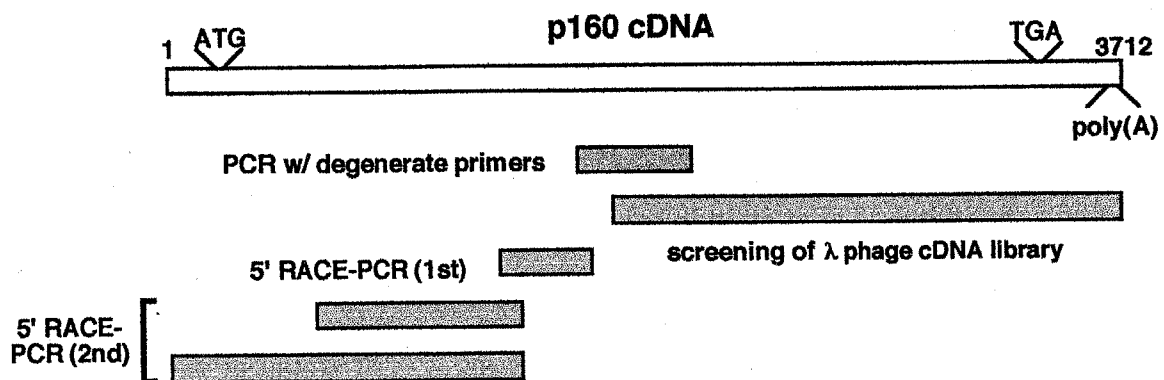 p160 cDNA
1
ATG
TGA
3712
poly(A)
PCR w/ degenerate primers
screening of λ phage cDNA library
5' RACE-PCR (1st)
5' RACE-
PCR (2nd)